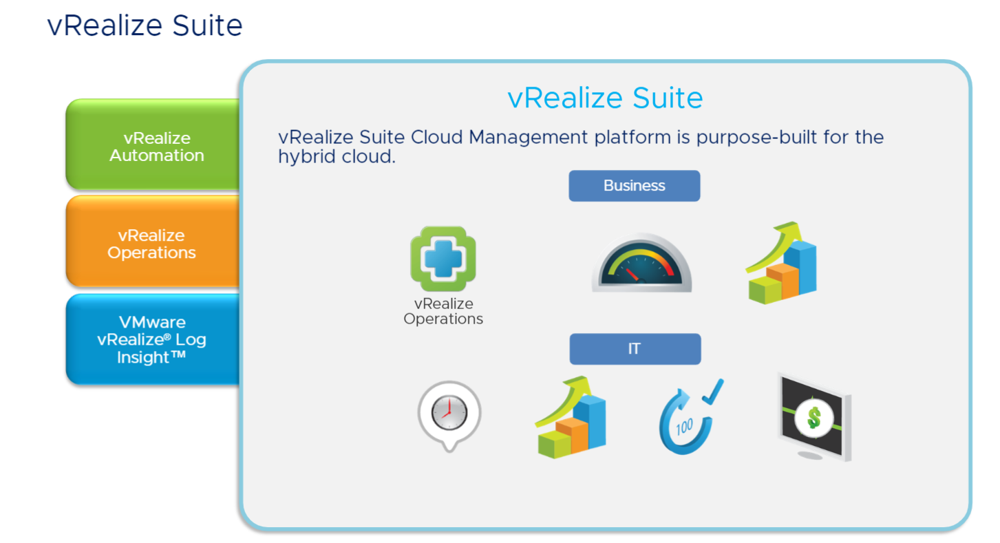 vRealize Suite
vRealize
Automation
vRealize
Operations
VMware
vRealize® Log
Insight™
vRealize Suite
vRealize Suite Cloud Management platform is purpose-built for the
hybrid cloud.
Business
vRealize
Operations
IT
100
$